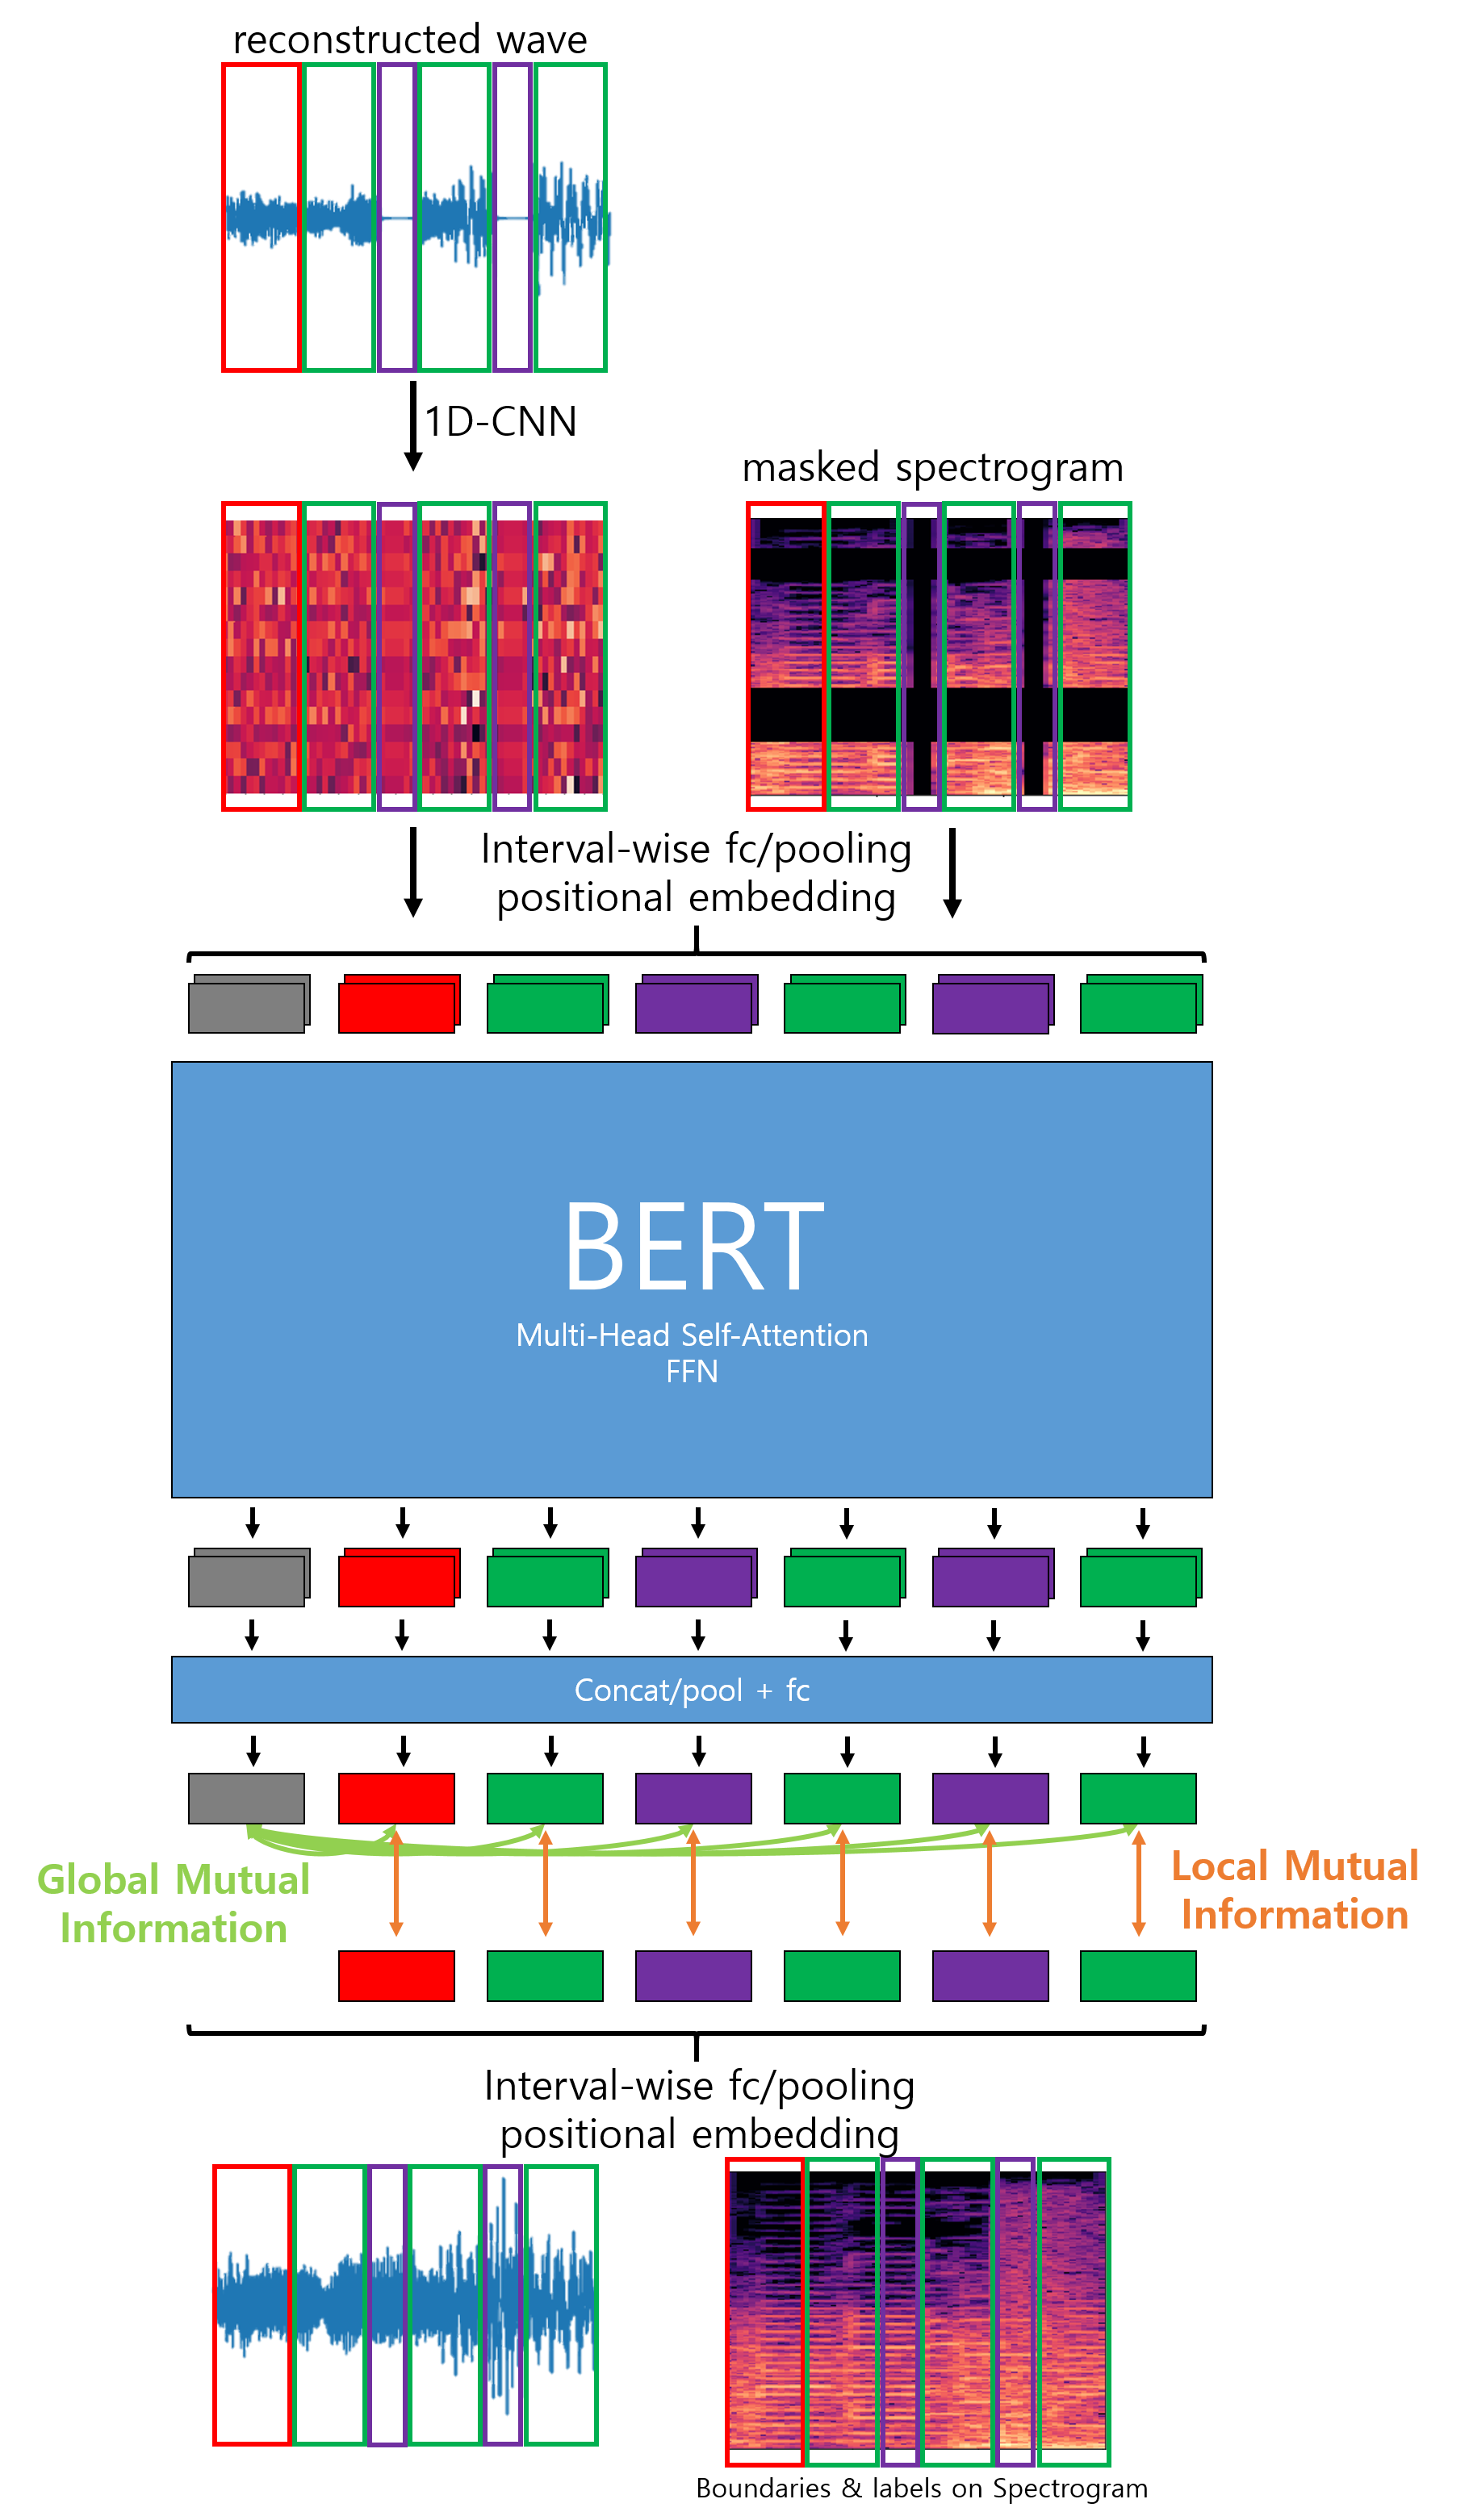 reconstructed wave
1D-CNN
masked spectrogram
Interval-wise fc/pooling
positional embedding
BERT
Multi-Head Self-Attention
FFN
Concat/pool + fc
Global Mutual
Information
Local Mutual
Information
Interval-wise fc/pooling
positional embedding
Boundaries & labels on Spectrogram